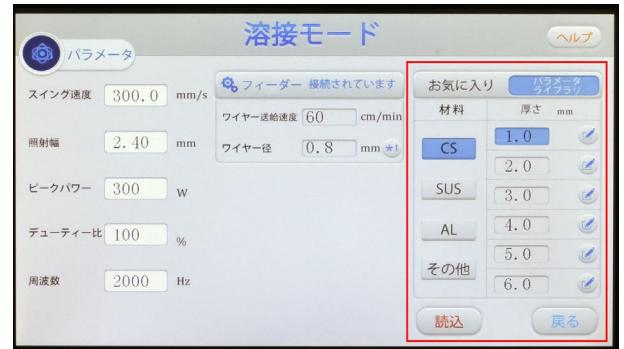 溶接モード
パラメータ
ヘルプ
スイング速度 300.0 mm/s
照射幅 2.40 mm
ピークパワー 300 W
デューティー比 100 %
周波数 2000 Hz
フィーダー 接続されています
ワイヤー送給速度 60 cm/min
ワイヤー径 0.8 mm *1
お気に入り パラメータ
ライブラリ
材料 厚さ mm
CS
SUS
AL
その他
1.0
2.0
3.0
4.0
5.0
6.0
読込 戻る